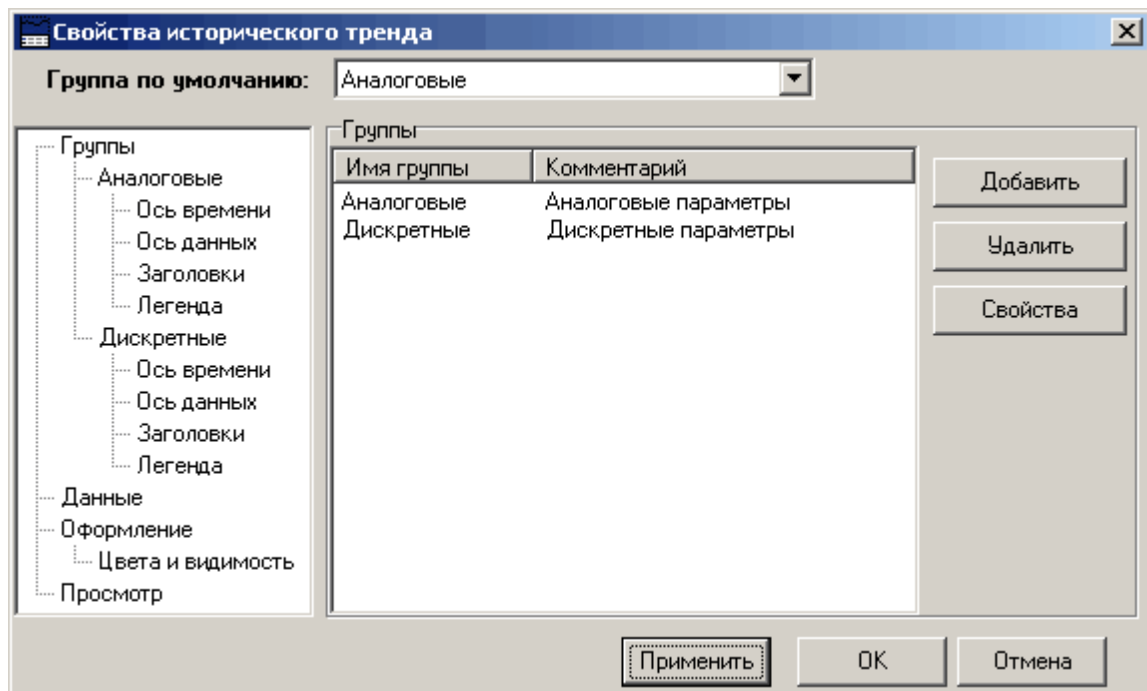 Свойства исторического тренда
Группа по умолчанию: Аналоговые
Группы
Аналоговые
Ось времени
Ось данных
Заголовки
Легенда
Дискретные
Ось времени
Ось данных
Заголовки
Легенда
Данные
Оформление
Цвета и видимость
Просмотр
Группы
Имя группы Комментарий
Аналоговые Аналоговые параметры
Дискретные Дискретные параметры
Добавить
Удалить
Свойства
Применить OK Отмена